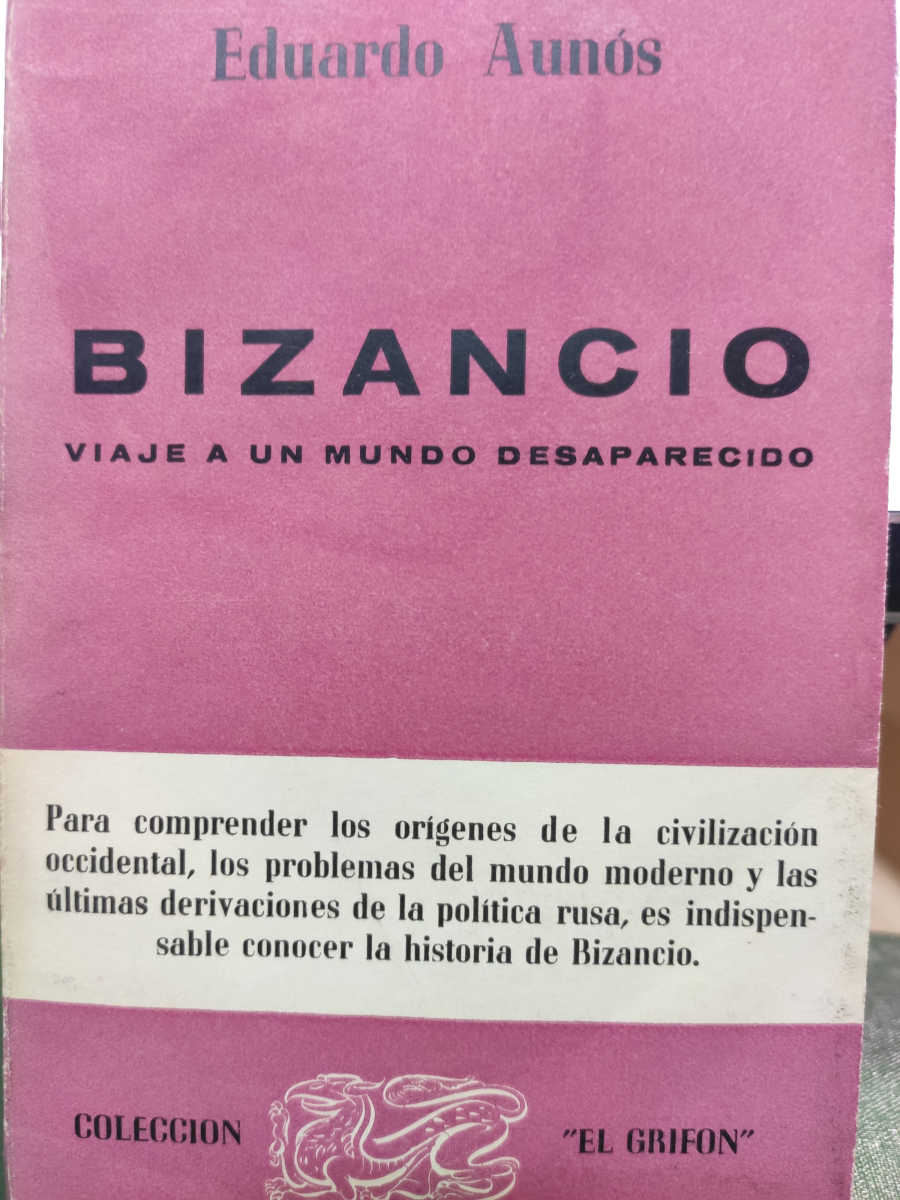 Eduardo Aunós
BIZANCIO
VIAJE A UN MUNDO DESAPARECIDO
Para comprender los orígenes de la civilización
occidental, los problemas del mundo moderno y las
últimas derivaciones de la política rusa, es indispen-
sable conocer la historia de Bizancio.
COLECCION "EL GRIFON"